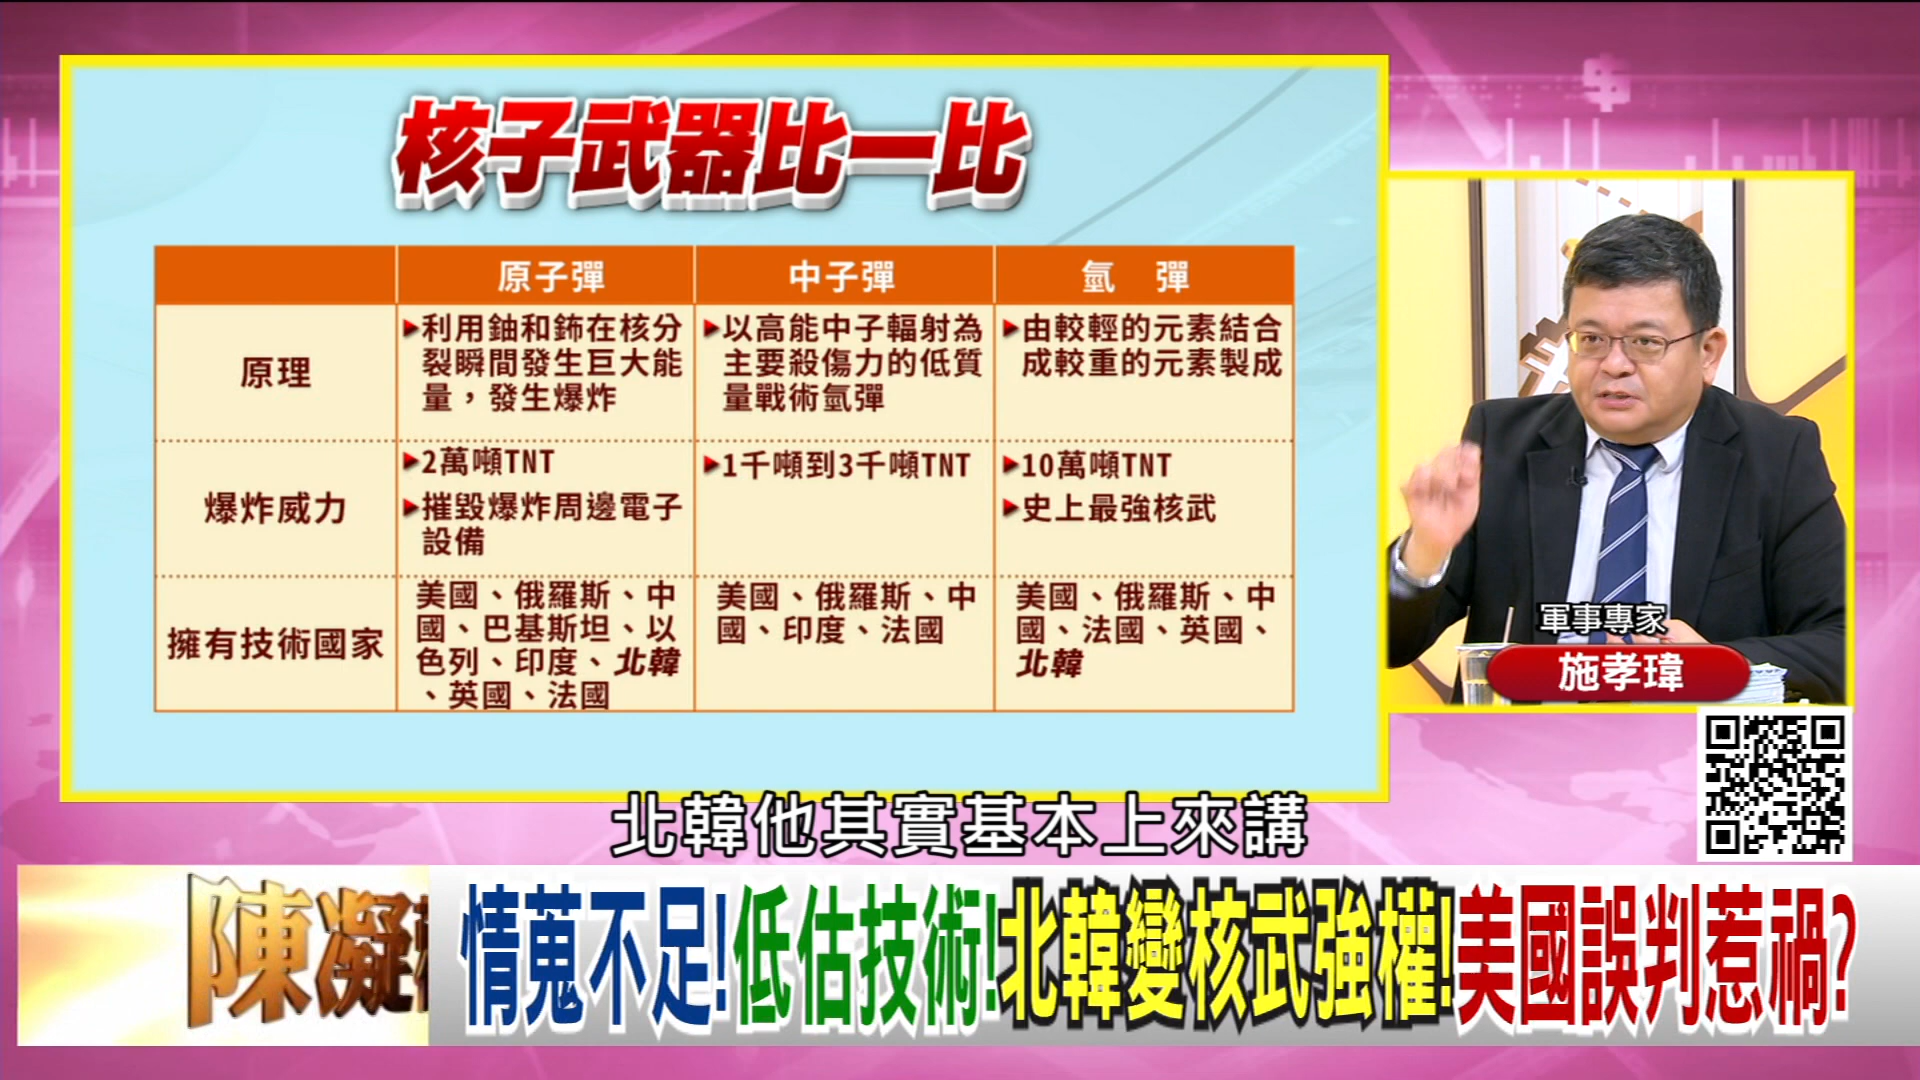 核子武器比一比
原子彈
中子彈
氫 彈
原理
▶利用鈾和鈽在核分
裂瞬間發生巨大能
量，發生爆炸
▶以高能中子輻射為
主要殺傷力的低質
量戰術氫彈
▶由較輕的元素結合
成較重的元素製成
爆炸威力
▶2萬噸TNT
▶摧毀爆炸周邊電子
設備
▶1千噸到3千噸TNT
▶10萬噸TNT
▶史上最強核武
擁有技術國家
美國、俄羅斯、中
國、巴基斯坦、以
色列、印度、北韓
、英國、法國
美國、俄羅斯、中
國、印度、法國
美國、俄羅斯、中
國、法國、英國、
北韓
軍事專家
施孝瑋
北韓他其實基本上來講
陳凝
情蒐不足!低估技術!北韓變核武強權!美國誤判惹禍?